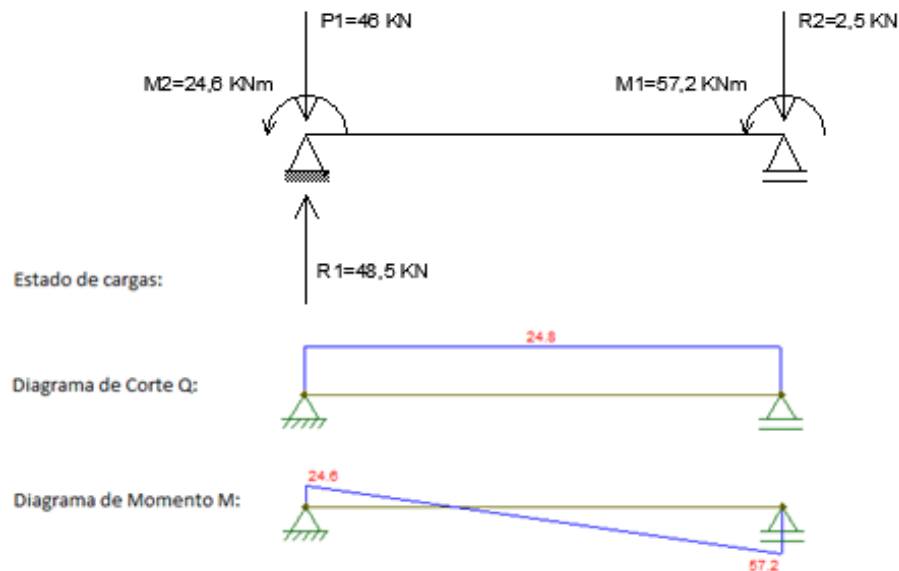 P1=46 KN
R2=2,5 KN
M2=24,6 KNm
M1=57,2 KNm
R1=48,5 KN
Estado de cargas:
24.8
Diagrama de Corte Q:
24.6
Diagrama de Momento M:
57.2